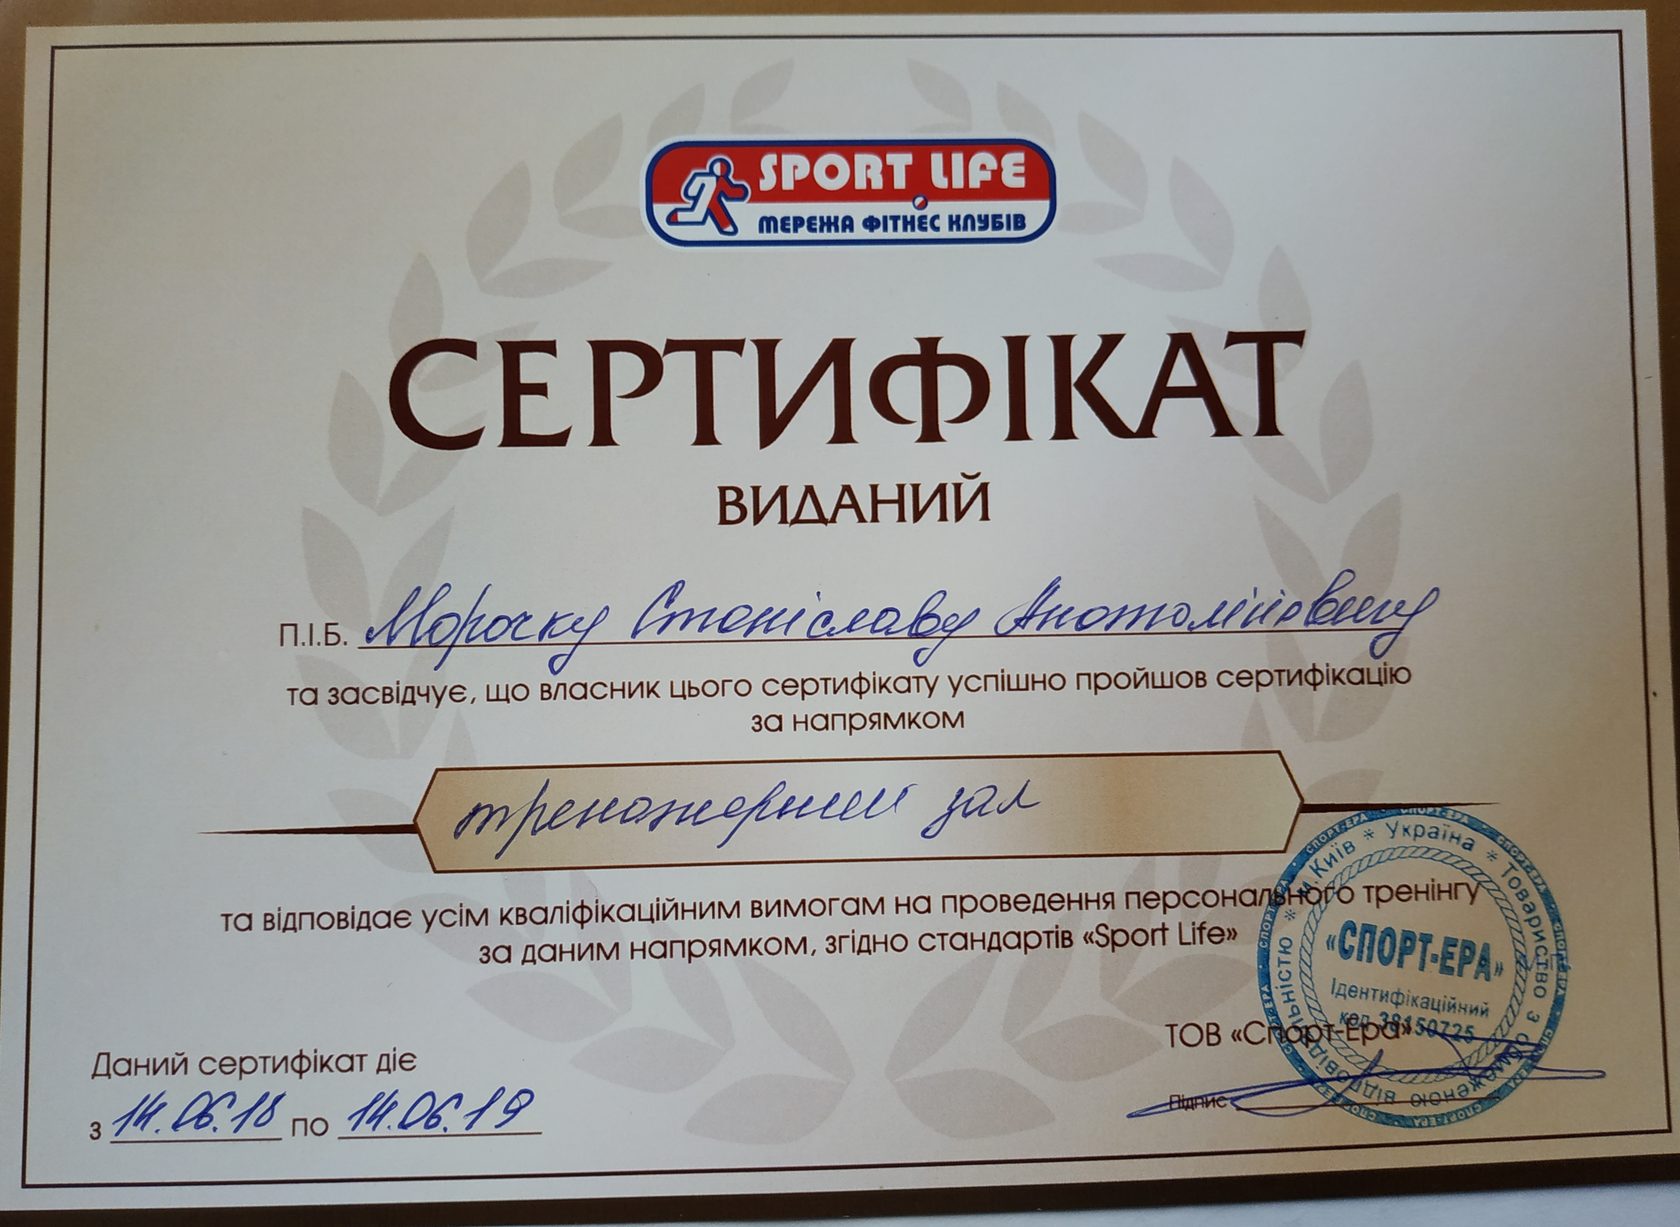 SPORT LIFE
МЕРЕЖА ФІТНЕС КЛУБІВ
СЕРТИФІКАТ
ВИДАНИЙ
П.І.Б. Морочку Станіславу Анатолійовичу
та засвідчує, що власник цього сертифікату успішно пройшов сертифікацію
за напрямком
тренажерний зал
та відповідає усім кваліфікаційним вимогам на проведення персонального тренінгу
за даним напрямком, згідно стандартів «Sport Life»
Даний сертифікат діє
з 14.06.18 по 14.06.19
ТОВ «Спорт-Ера»
Підпис
Україна * Товариство з обмеженою відповідальністю * м.Київ *
«СПОРТ-ЕРА»
Ідентифікаційний
код 38150725